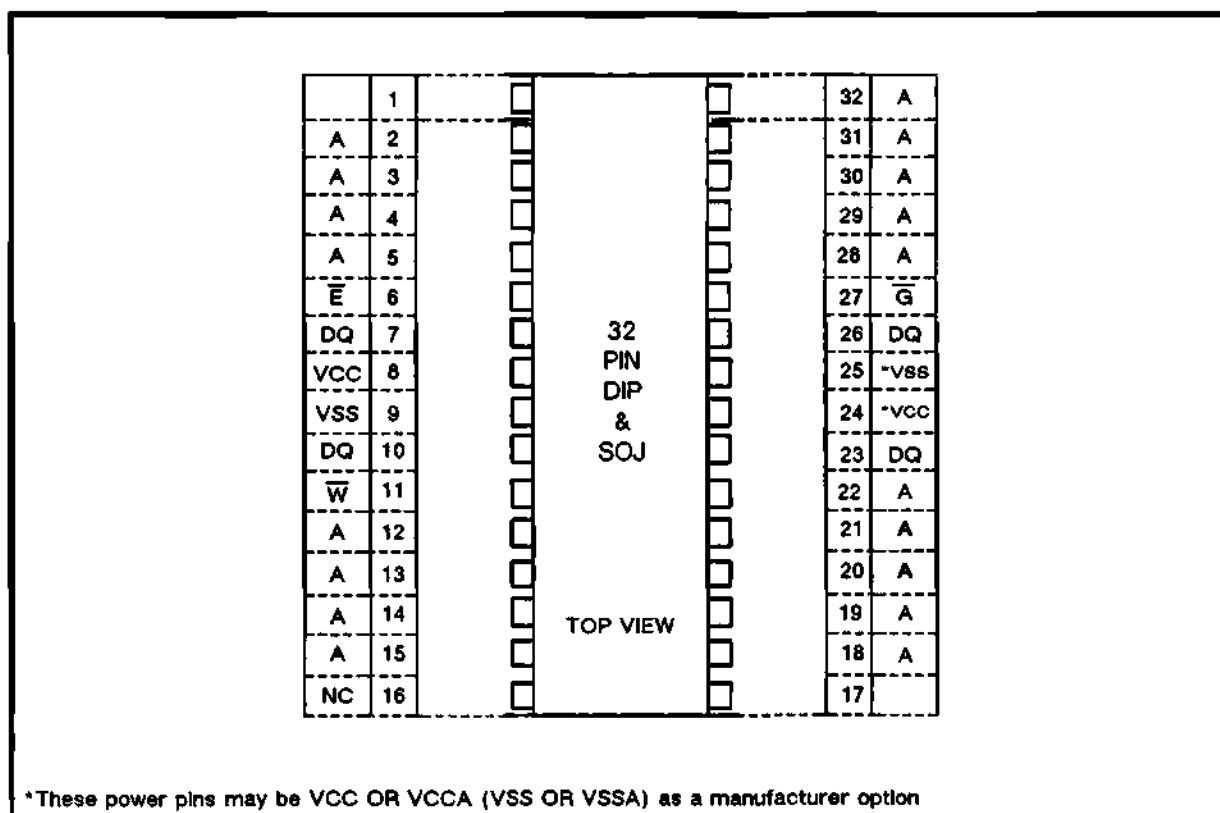 1 32 A
A 2 31 A
A 3 30 A
A 4 29 A
A 5 28 A
E̅ 6 27 G̅
DQ 7 32 26 DQ
VCC 8 PIN 25 *VSS
VSS 9 DIP & 24 *VCC
DQ 10 SOJ 23 DQ
W̅ 11 22 A
A 12 21 A
A 13 20 A
A 14 TOP VIEW 19 A
A 15 18 A
NC 16 17
*These power pins may be VCC OR VCCA (VSS OR VSSA) as a manufacturer option